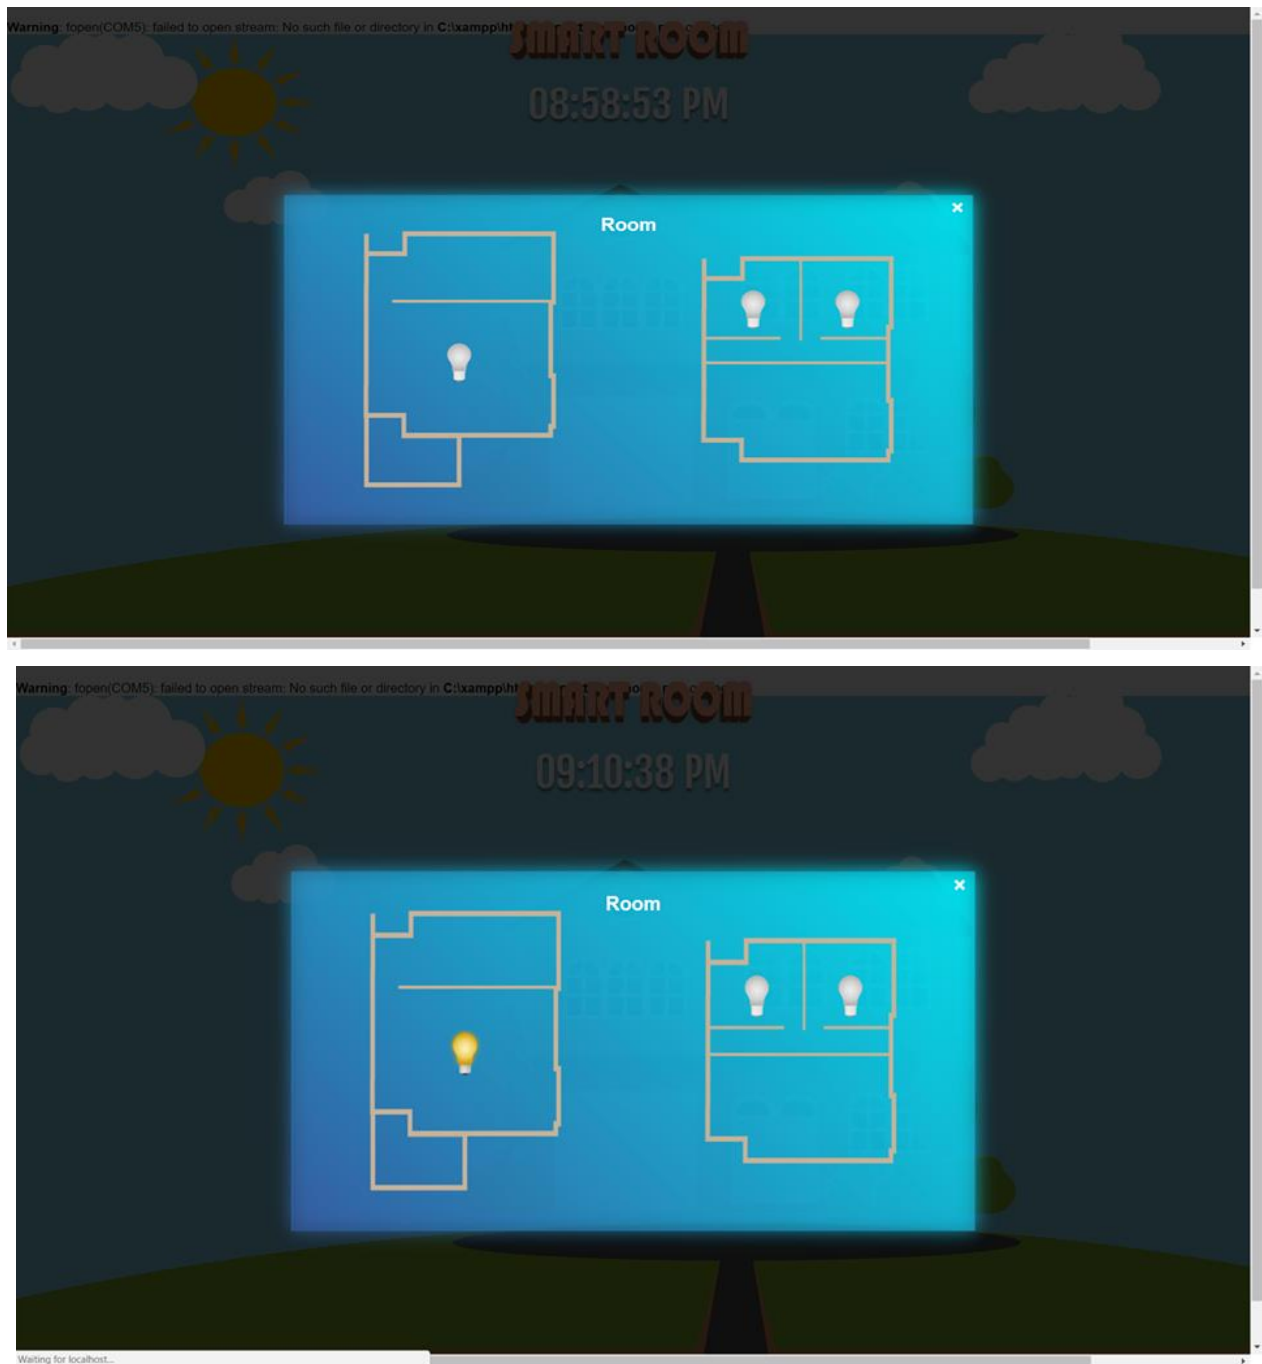 Warning: fopen(COM5): failed to open stream: No such file or directory in C:\xampp\ht
SMART ROOM
08:58:53 PM
Room
Warning: fopen(COM5): failed to open stream: No such file or directory in C:\xampp\ht
SMART ROOM
09:10:38 PM
Room
Waiting for localhost...